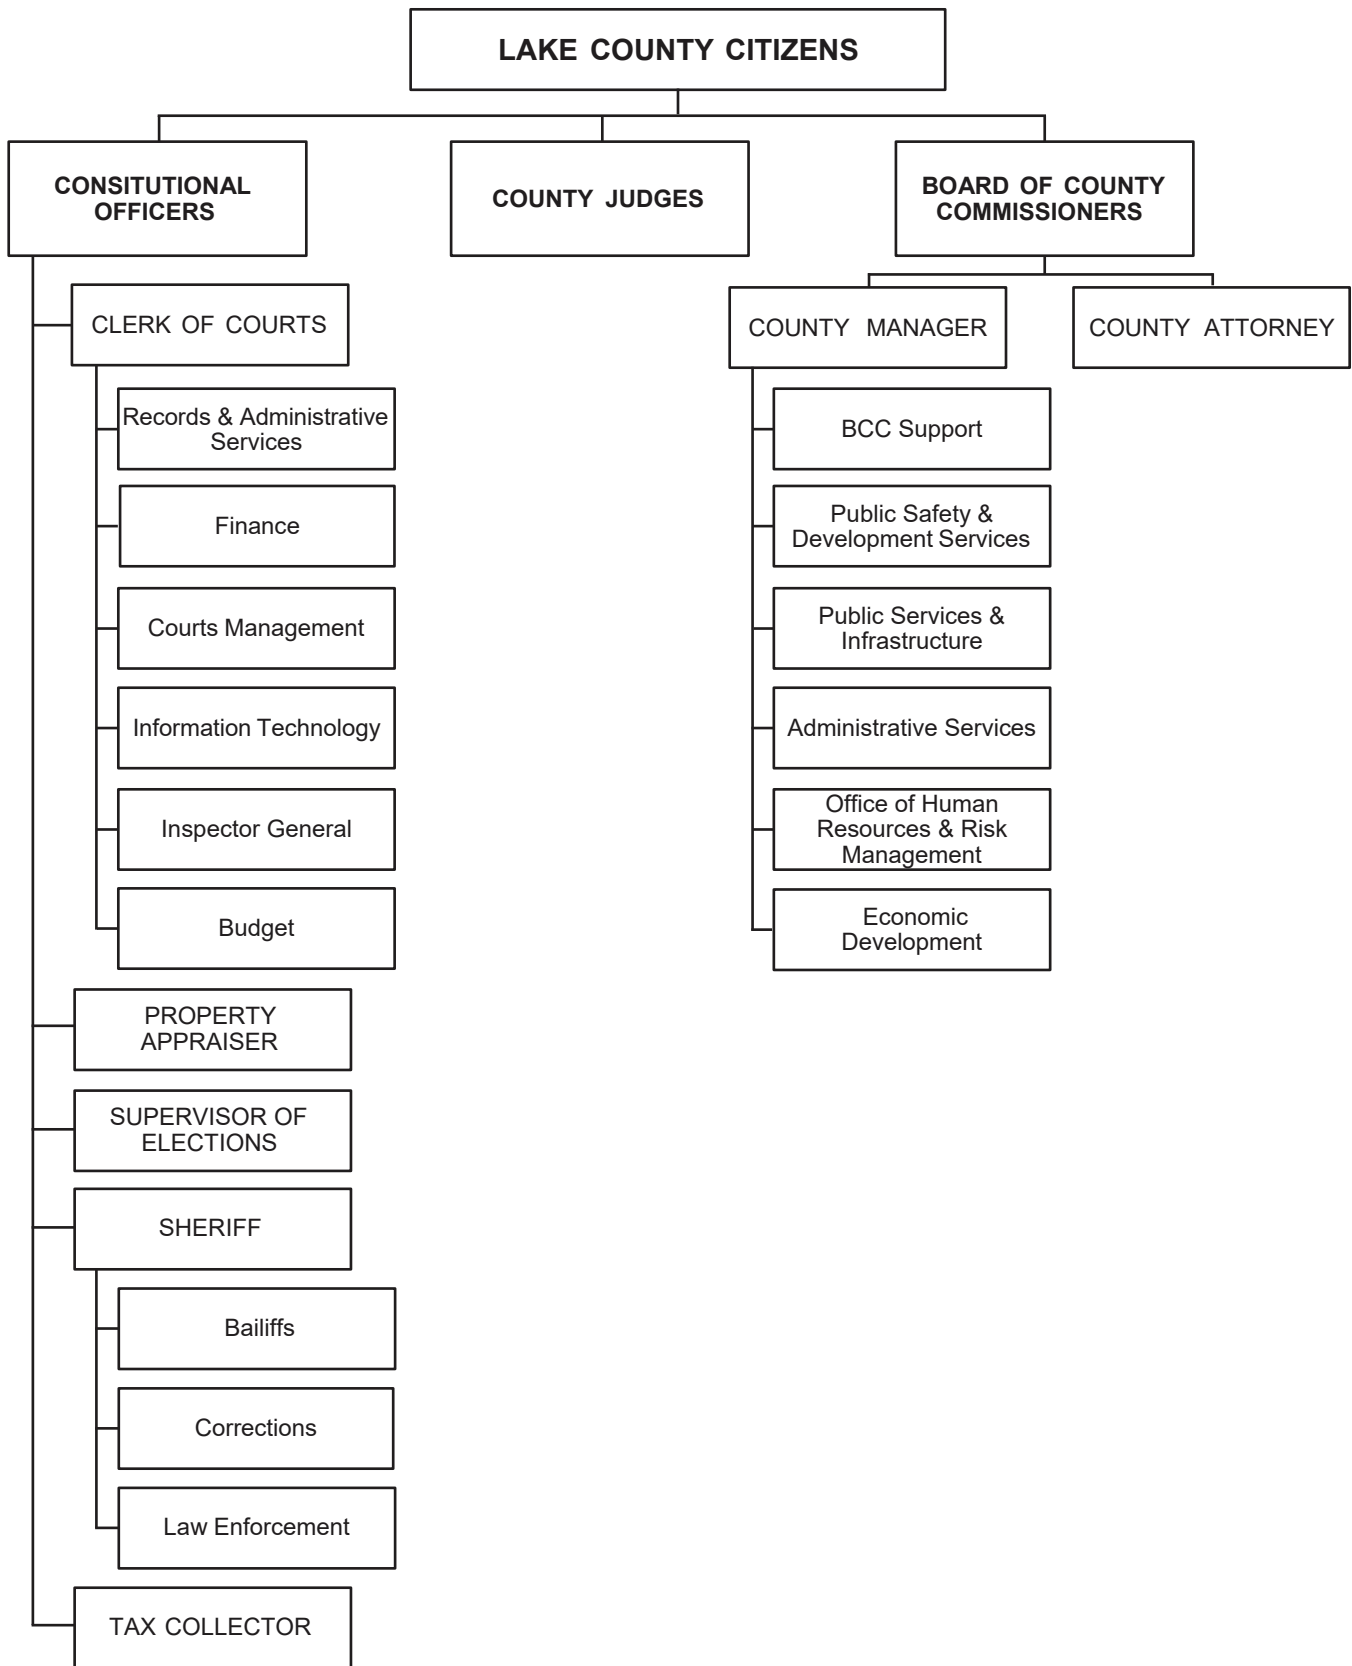 LAKE COUNTY CITIZENS
CONSITUTIONAL
OFFICERS
COUNTY JUDGES
BOARD OF COUNTY
COMMISSIONERS
CLERK OF COURTS
Records & Administrative
Services
Finance
Courts Management
Information Technology
Inspector General
Budget
PROPERTY
APPRAISER
SUPERVISOR OF
ELECTIONS
SHERIFF
Bailiffs
Corrections
Law Enforcement
TAX COLLECTOR
COUNTY MANAGER
BCC Support
Public Safety &
Development Services
Public Services &
Infrastructure
Administrative Services
Office of Human
Resources & Risk
Management
Economic
Development
COUNTY ATTORNEY